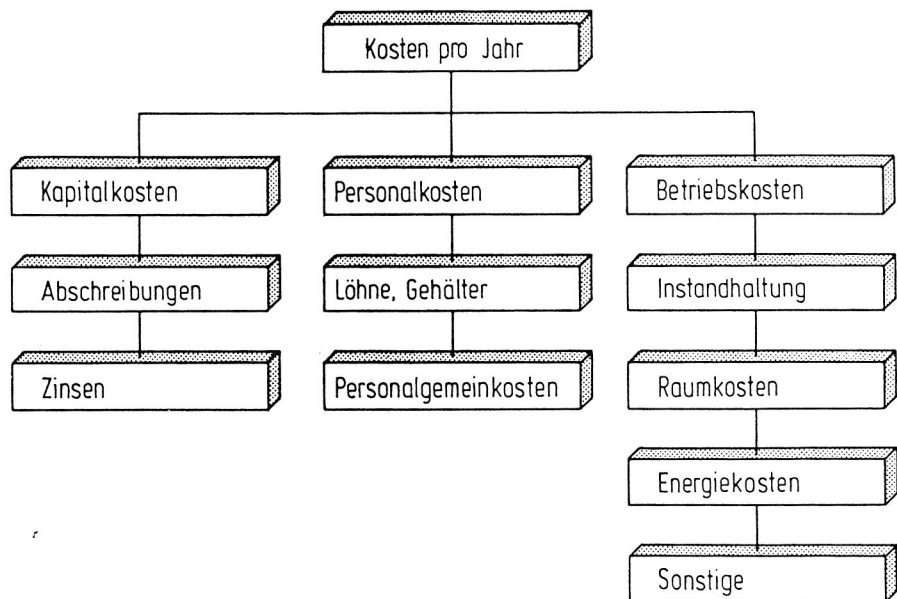 Kosten pro Jahr
Kapitalkosten
Abschreibungen
Zinsen
Personalkosten
Löhne, Gehälter
Personalgemeinkosten
Betriebskosten
Instandhaltung
Raumkosten
Energiekosten
Sonstige